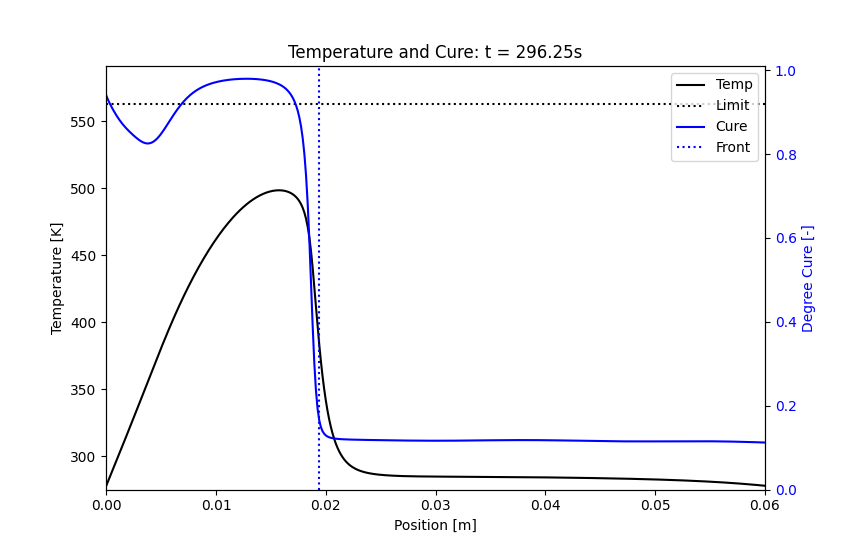 Temperature and Cure: t = 296.25s
Temp
Limit
Cure
Front
Temperature [K]
550
500
450
400
350
300
Degree Cure [-]
1.0
0.8
0.6
0.4
0.2
0.0
0.00 0.01 0.02 0.03 0.04 0.05 0.06
Position [m]